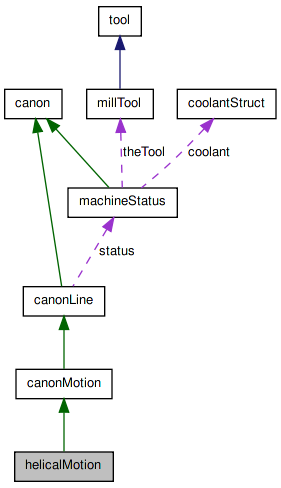 tool
canon
millTool
coolantStruct
theTool
coolant
machineStatus
status
canonLine
canonMotion
helicalMotion